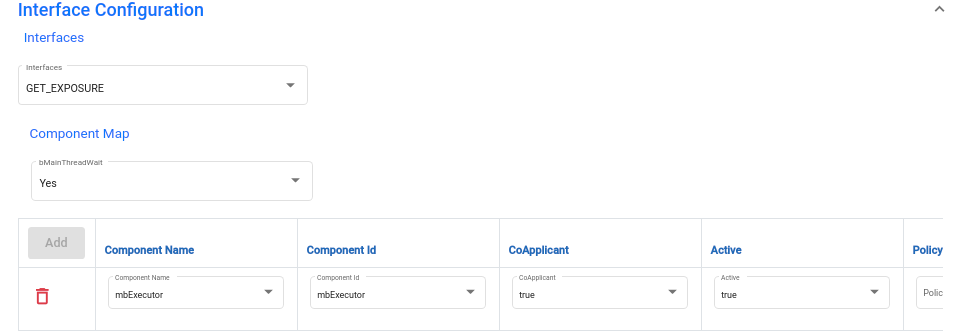 Interface Configuration
Interfaces
Interfaces
GET_EXPOSURE
Component Map
bMainThreadWait
Yes
Add
Component Name
Component Id
CoApplicant
Active
Policy
Component Name
Component Id
CoApplicant
Active
mbExecutor
mbExecutor
true
true
Polic